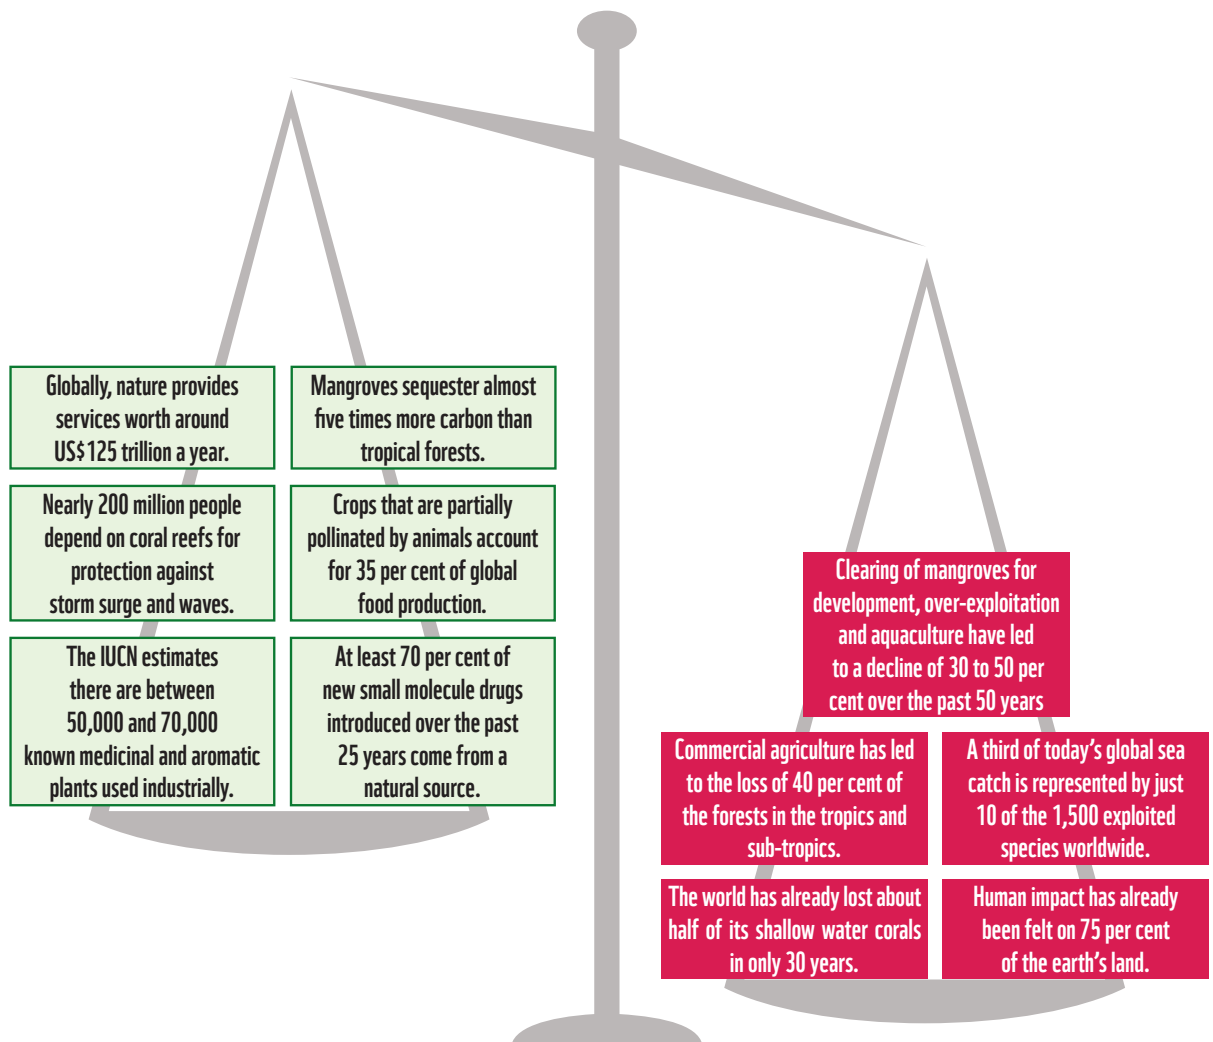 Globally, nature provides
services worth around
US$125 trillion a year.
Mangroves sequester almost
five times more carbon than
tropical forests.
Nearly 200 million people
depend on coral reefs for
protection against
storm surge and waves.
Crops that are partially
pollinated by animals account
for 35 per cent of global
food production.
The IUCN estimates
there are between
50,000 and 70,000
known medicinal and aromatic
plants used industrially.
At least 70 per cent of
new small molecule drugs
introduced over the past
25 years come from a
natural source.
Clearing of mangroves for
development, over-exploitation
and aquaculture have led
to a decline of 30 to 50 per
cent over the past 50 years
Commercial agriculture has led
to the loss of 40 per cent of
the forests in the tropics and
sub-tropics.
A third of today's global sea
catch is represented by just
10 of the 1,500 exploited
species worldwide.
The world has already lost about
half of its shallow water corals
in only 30 years.
Human impact has already
been felt on 75 per cent
of the earth's land.